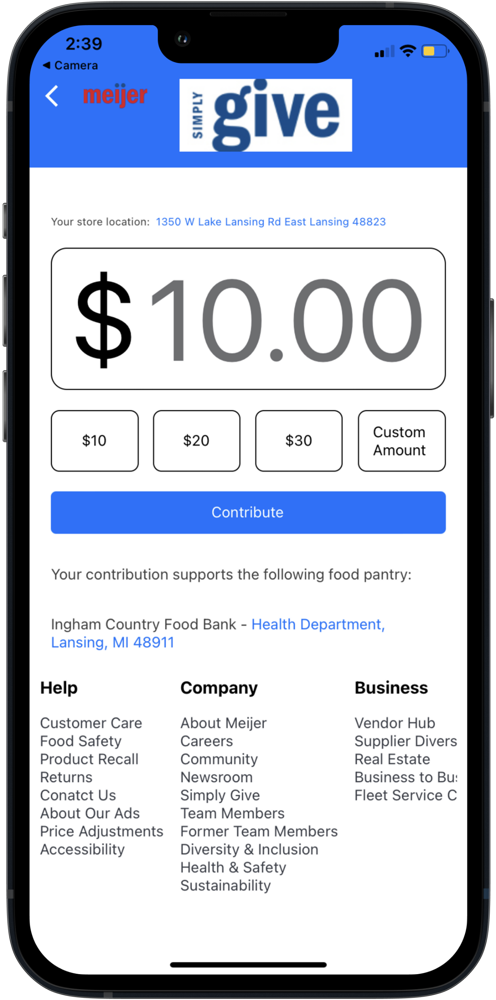 2:39
◀ Camera
meijer
SIMPLY give
Your store location: 1350 W Lake Lansing Rd East Lansing 48823
$ 10.00
$10 $20 $30 Custom Amount
Contribute
Your contribution supports the following food pantry:
Ingham Country Food Bank - Health Department,
Lansing, MI 48911
Help
Customer Care
Food Safety
Product Recall
Returns
Conatct Us
About Our Ads
Price Adjustments
Accessibility
Company
About Meijer
Careers
Community
Newsroom
Simply Give
Team Members
Former Team Members
Diversity & Inclusion
Health & Safety
Sustainability
Business
Vendor Hub
Supplier Divers
Real Estate
Business to Bus
Fleet Service C